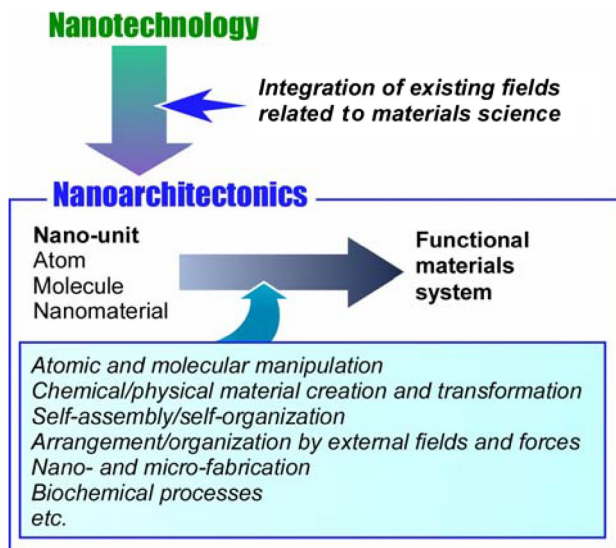 Nanotechnology
Integration of existing fields
related to materials science
Nanoarchitectonics
Nano-unit
Atom
Molecule
Nanomaterial
Functional
materials
system
Atomic and molecular manipulation
Chemical/physical material creation and transformation
Self-assembly/self-organization
Arrangement/organization by external fields and forces
Nano- and micro-fabrication
Biochemical processes
etc.